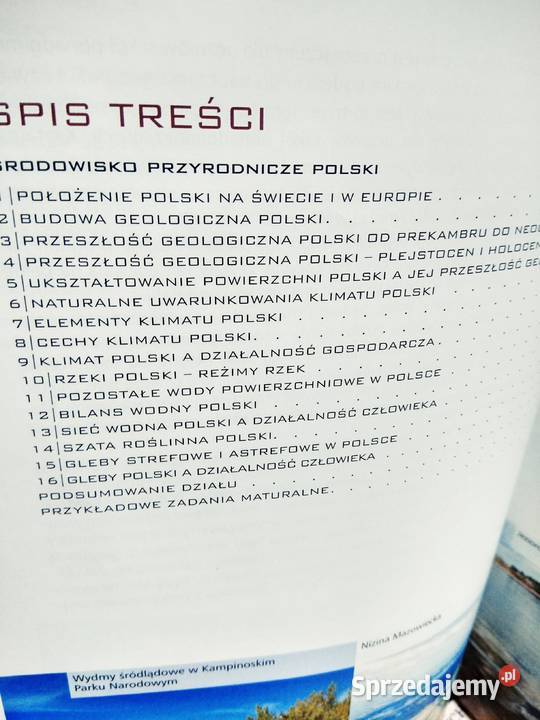 SPIS TREŚCI
ŚRODOWISKO PRZYRODNICZE POLSKI
1|POŁOŻENIE POLSKI NA ŚWIECIE I W EUROPIE
2|BUDOWA GEOLOGICZNA POLSKI.
3|PRZESZŁOŚĆ GEOLOGICZNA POLSKI OD PREKAMBRU DO
4|PRZESZŁOŚĆ GEOLOGICZNA POLSKI – PLEJSTOCEN I HOLOCEN
5|UKSZTAŁTOWANIE POWIERZCHNI POLSKI A JEJ PRZESZŁOŚĆ
6|NATURALNE UWARUNKOWANIA KLIMATU POLSKI
7|ELEMENTY KLIMATU POLSKI
8|CECHY KLIMATU POLSKI.
9|KLIMAT POLSKI A DZIAŁALNOŚĆ GOSPODARCZA
10|RZEKI POLSKI – REŻIMY RZEK
11|POZOSTAŁE WODY POWIERZCHNIOWE W POLSCE
12|BILANS WODNY POLSKI
13|SIEĆ WODNA POLSKI A DZIAŁALNOŚĆ CZŁOWIEKA
14|SZATA ROŚLINNA POLSKI.
15|GLEBY STREFOWE I ASTREFOWE W POLSCE
16|GLEBY POLSKI A DZIAŁALNOŚĆ CZŁOWIEKA
PODSUMOWANIE DZIAŁU
PRZYKŁADOWE ZADANIA MATURALNE.
Nizina Mazowiecka
Wydmy śródlądowe w Kampinoskim
Parku Narodowym
Sprzedajemy.pl